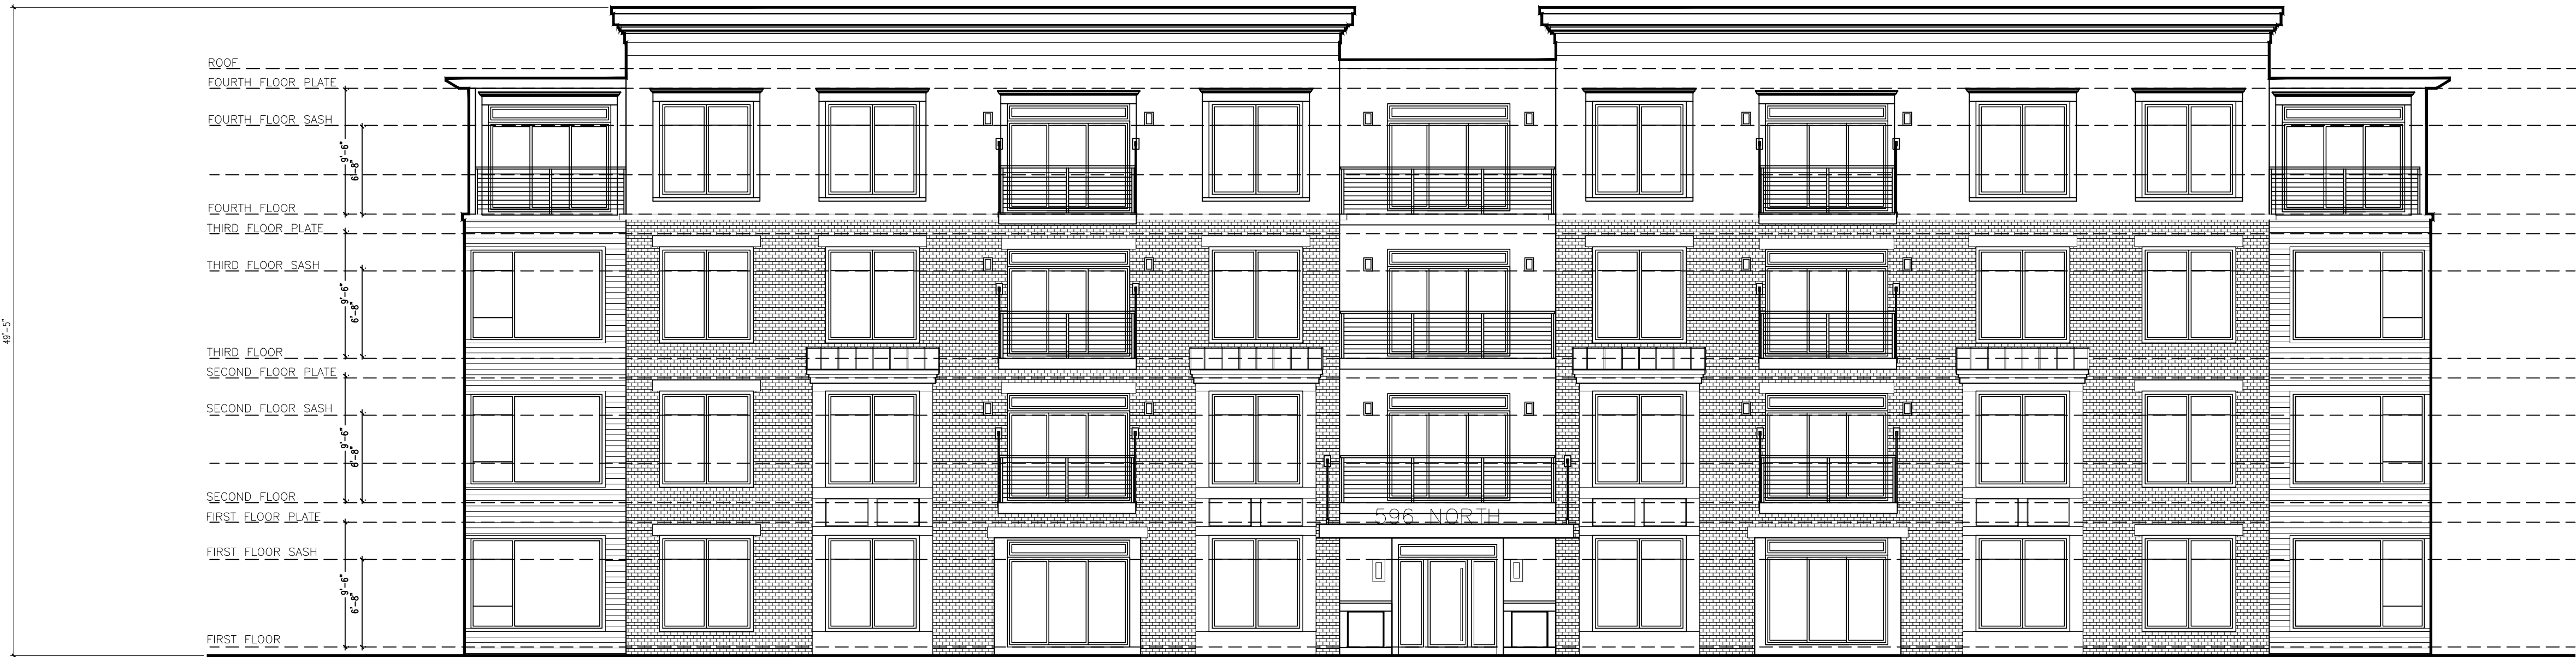 ROOF
FOURTH FLOOR PLATE
FOURTH FLOOR SASH
9'-6"
6'-8"
FOURTH FLOOR
THIRD FLOOR PLATE
THIRD FLOOR SASH
9'-6"
6'-8"
49'-5"
THIRD FLOOR
SECOND FLOOR PLATE
SECOND FLOOR SASH
9'-6"
6'-8"
SECOND FLOOR
FIRST FLOOR PLATE
596 NORTH
FIRST FLOOR SASH
9'-6"
6'-8"
FIRST FLOOR